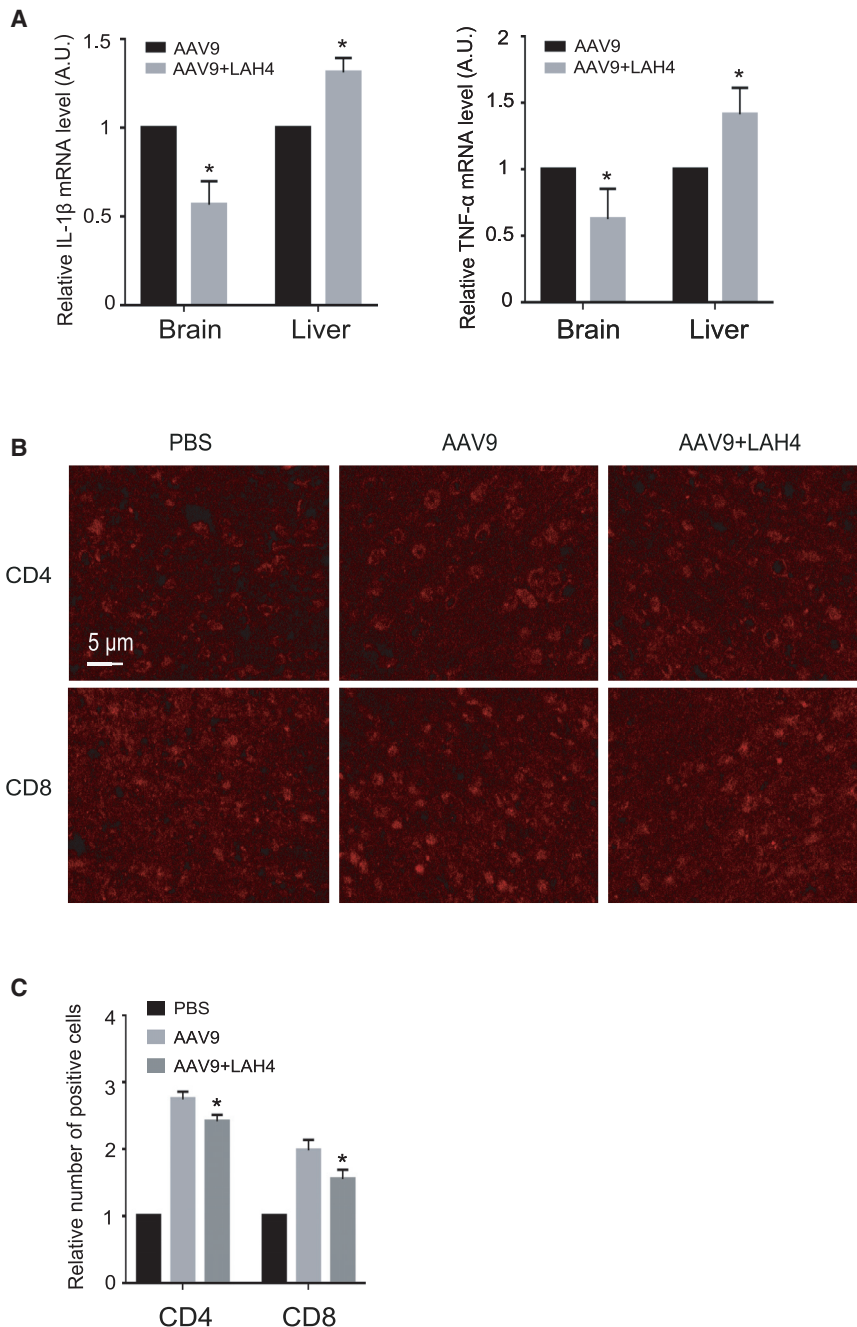 A
Relative IL-1β mRNA level (A.U.)
1.5
1
0.5
0
AAV9
AAV9+LAH4
*
*
Brain
Liver
Relative TNF-α mRNA level (A.U.)
2
1.5
1
0.5
0
AAV9
AAV9+LAH4
*
*
Brain
Liver
B
PBS
AAV9
AAV9+LAH4
CD4
5 μm
CD8
C
Relative number of positive cells
4
3
2
1
0
PBS
AAV9
AAV9+LAH4
*
*
CD4
CD8